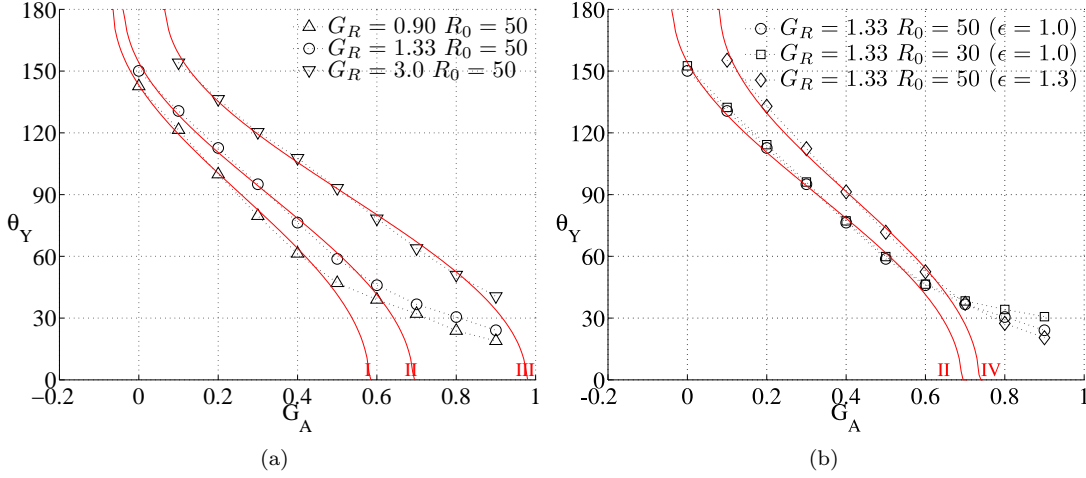 G_R = 0.90 R_0 = 50
G_R = 1.33 R_0 = 50
G_R = 3.0 R_0 = 50
180
150
120
90
60
30
0
θ_Y
I
II
III
−0.2
0
0.2
0.4
0.6
0.8
1
G_A
(a)
G_R = 1.33 R_0 = 50 (ϵ = 1.0)
G_R = 1.33 R_0 = 30 (ϵ = 1.0)
G_R = 1.33 R_0 = 50 (ϵ = 1.3)
180
150
120
90
60
30
0
θ_Y
II
IV
-0.2
0
0.2
0.4
0.6
0.8
1
G_A
(b)